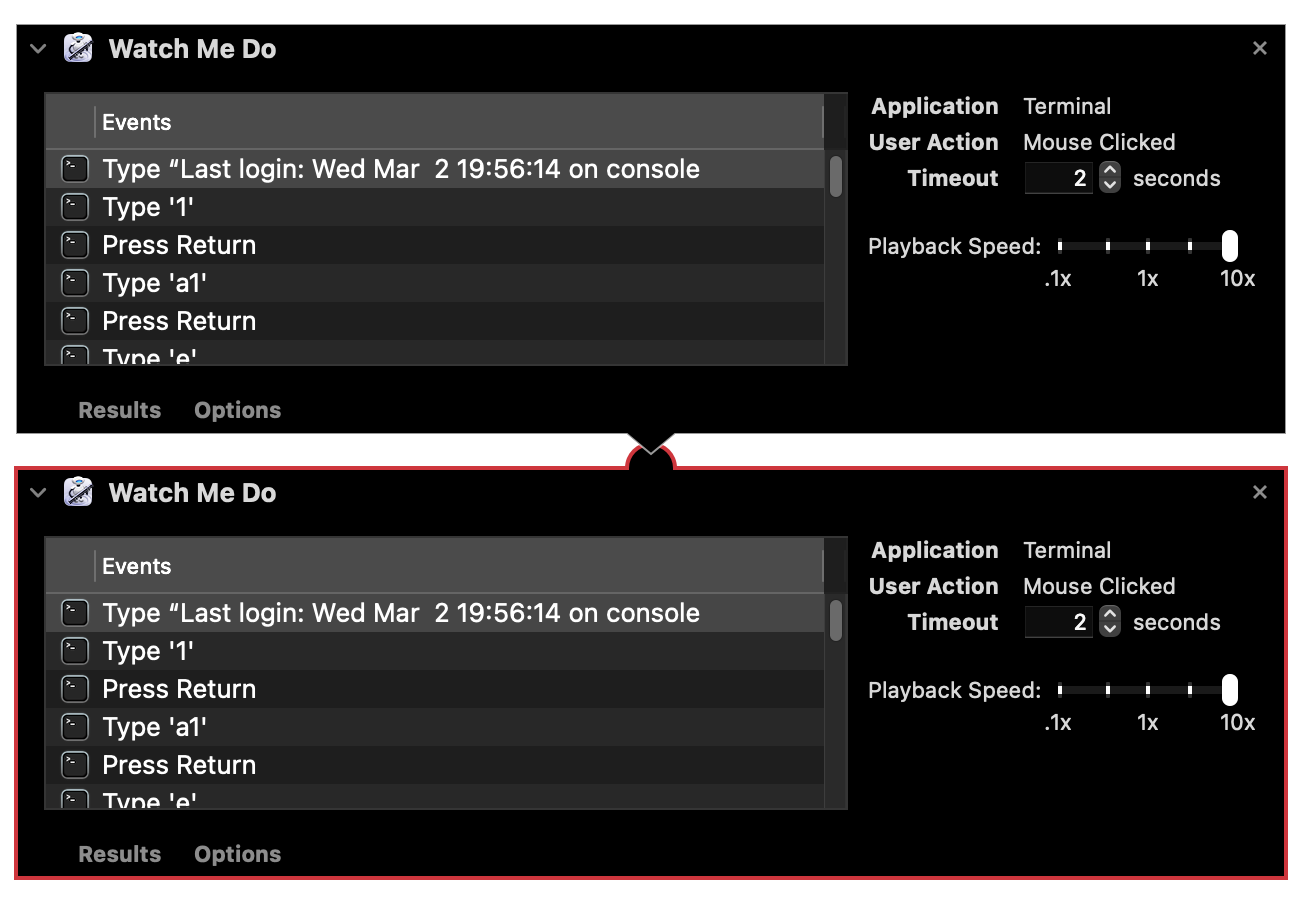 Watch Me Do
Events
Type “Last login: Wed Mar  2 19:56:14 on console
Type '1'
Press Return
Type 'a1'
Press Return
Type 'e'
Application Terminal
User Action Mouse Clicked
Timeout 2 seconds
Playback Speed:
.1x 1x 10x
Results Options
Watch Me Do
Events
Type “Last login: Wed Mar  2 19:56:14 on console
Type '1'
Press Return
Type 'a1'
Press Return
Type 'e'
Application Terminal
User Action Mouse Clicked
Timeout 2 seconds
Playback Speed:
.1x 1x 10x
Results Options